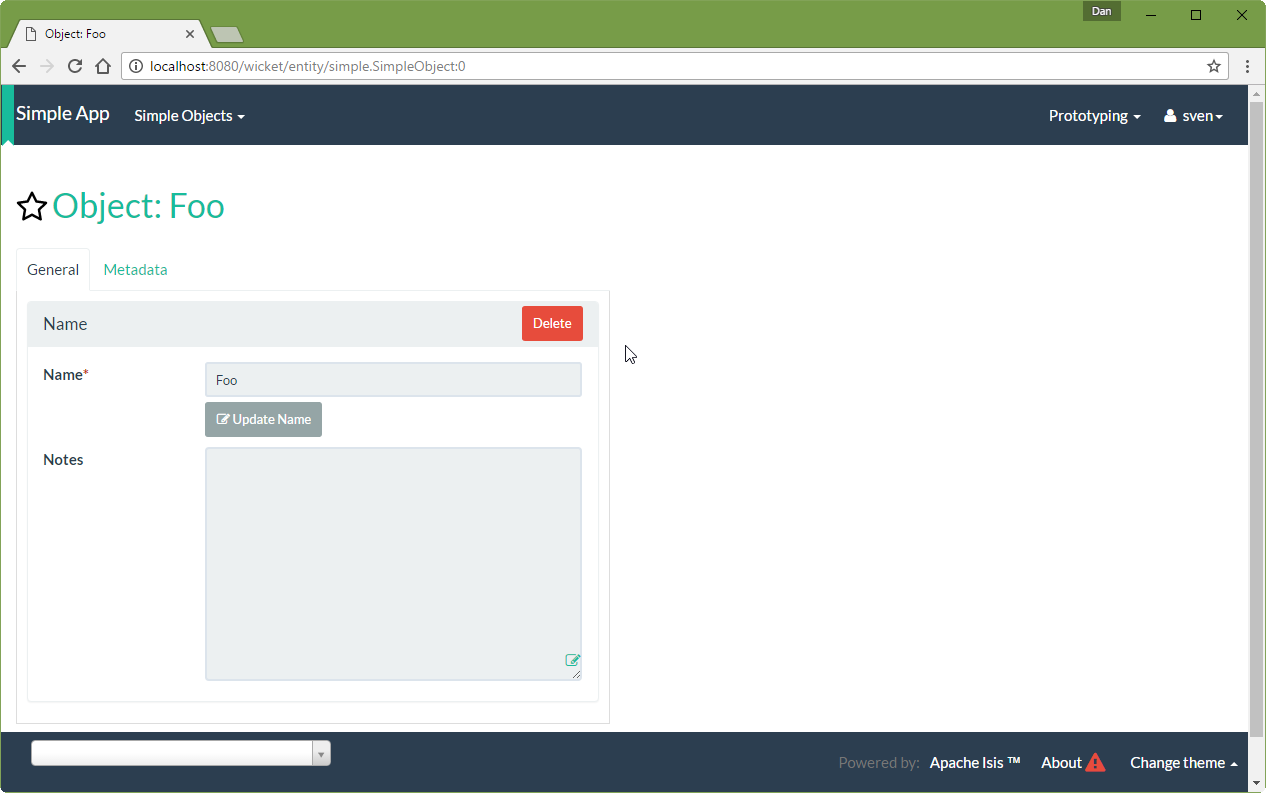 Dan
Object: Foo
localhost:8080/wicket/entity/simple.SimpleObject:0
Simple App Simple Objects Prototyping sven
Object: Foo
General Metadata
Name Delete
Name* Foo
Update Name
Notes
Powered by: Apache Isis ™ About Change theme